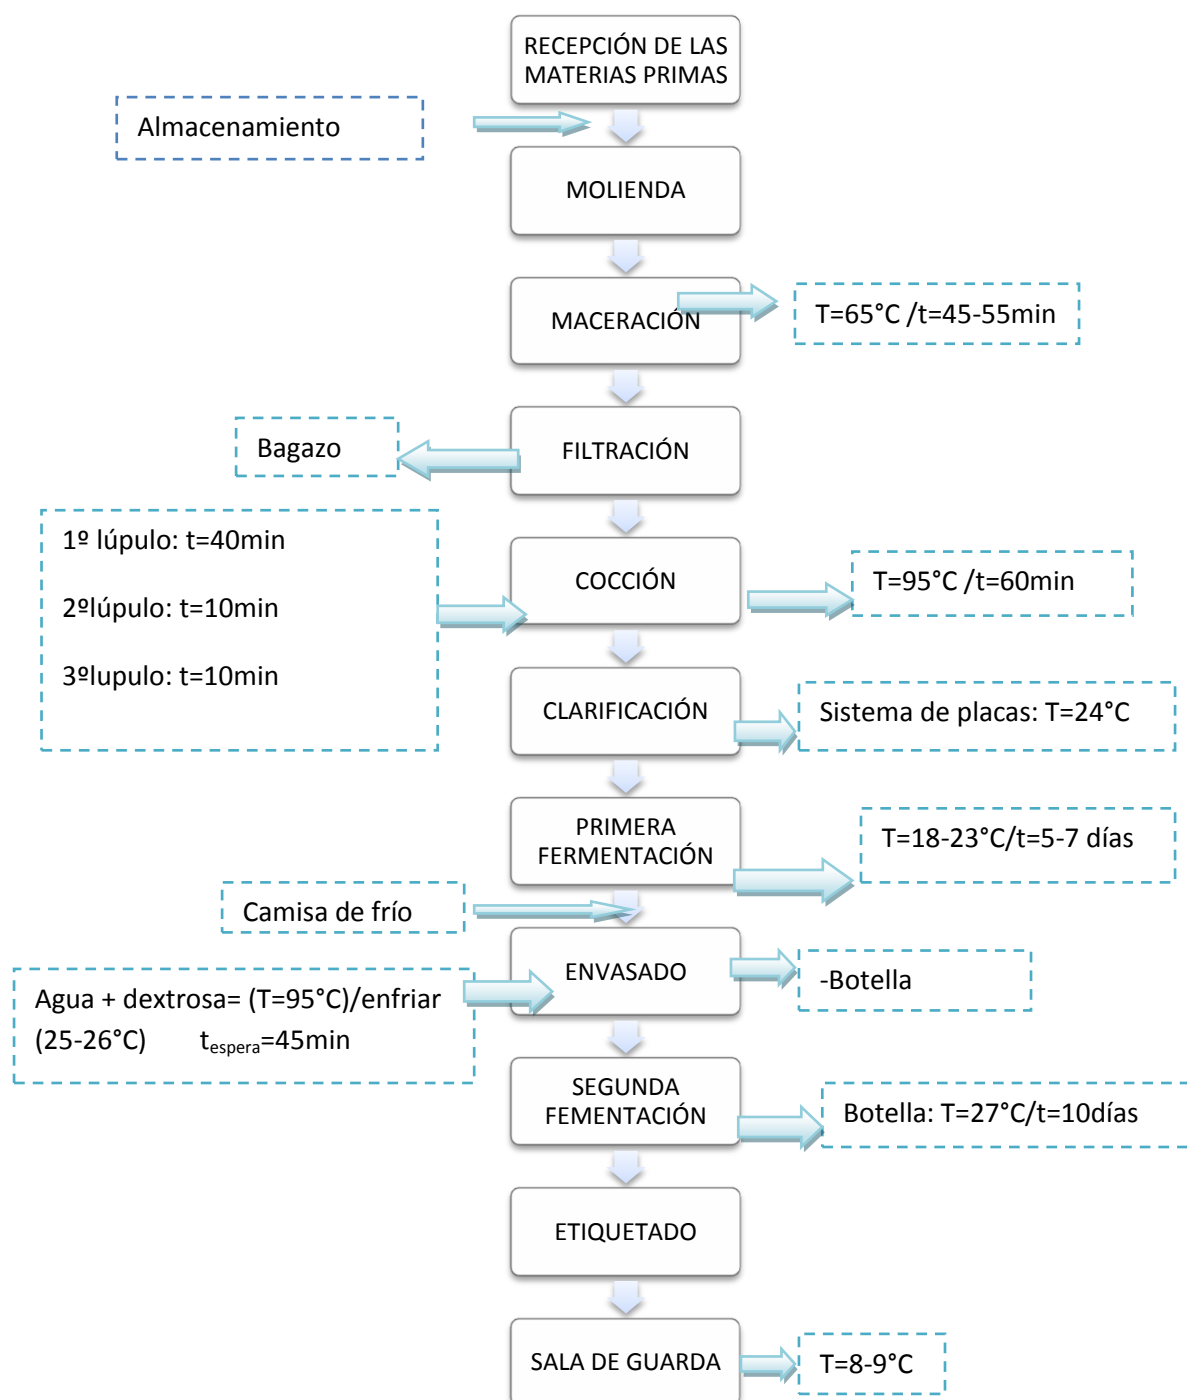 RECEPCIÓN DE LAS
MATERIAS PRIMAS
Almacenamiento
MOLIENDA
MACERACIÓN
T=65°C /t=45-55min
FILTRACIÓN
Bagazo
1º lúpulo: t=40min
2ºlúpulo: t=10min
3ºlupulo: t=10min
COCCIÓN
T=95°C /t=60min
CLARIFICACIÓN
Sistema de placas: T=24°C
PRIMERA
FERMENTACIÓN
T=18-23°C/t=5-7 días
Camisa de frío
ENVASADO
-Botella
Agua + dextrosa= (T=95°C)/enfriar
(25-26°C) tespera=45min
SEGUNDA
FEMENTACIÓN
Botella: T=27°C/t=10días
ETIQUETADO
SALA DE GUARDA
T=8-9°C